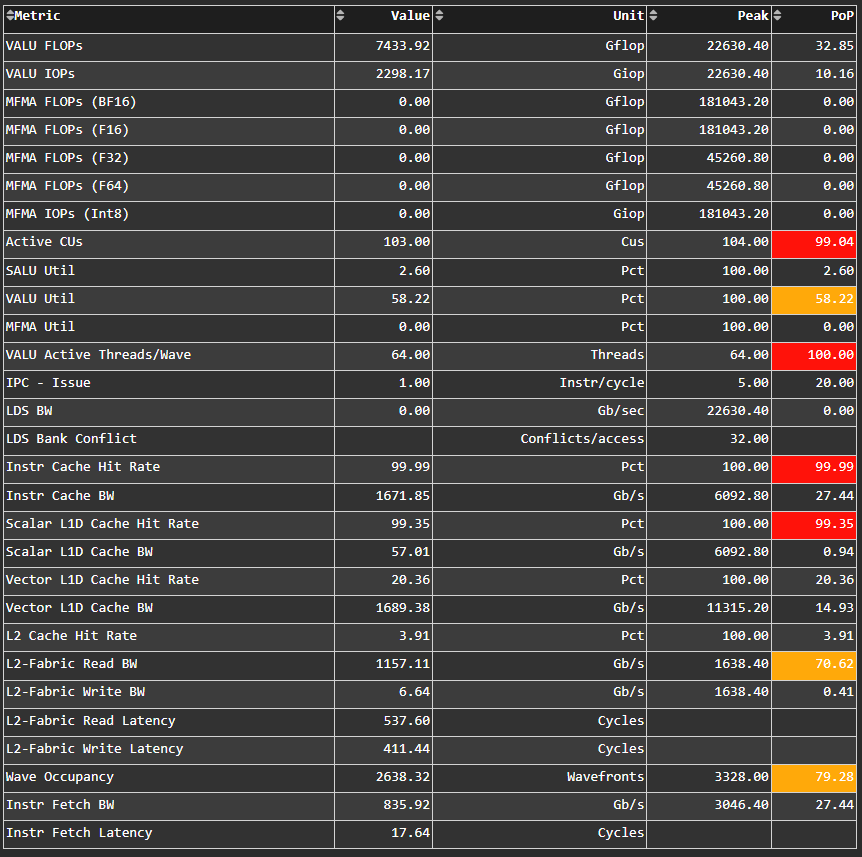 Metric Value Unit Peak PoP
VALU FLOPs 7433.92 Gflop 22630.40 32.85
VALU IOPs 2298.17 Giop 22630.40 10.16
MFMA FLOPs (BF16) 0.00 Gflop 181043.20 0.00
MFMA FLOPs (F16) 0.00 Gflop 181043.20 0.00
MFMA FLOPs (F32) 0.00 Gflop 45260.80 0.00
MFMA FLOPs (F64) 0.00 Gflop 45260.80 0.00
MFMA IOPs (Int8) 0.00 Giop 181043.20 0.00
Active CUs 103.00 Cus 104.00 99.04
SALU Util 2.60 Pct 100.00 2.60
VALU Util 58.22 Pct 100.00 58.22
MFMA Util 0.00 Pct 100.00 0.00
VALU Active Threads/Wave 64.00 Threads 64.00 100.00
IPC - Issue 1.00 Instr/cycle 5.00 20.00
LDS BW 0.00 Gb/sec 22630.40 0.00
LDS Bank Conflict Conflicts/access 32.00
Instr Cache Hit Rate 99.99 Pct 100.00 99.99
Instr Cache BW 1671.85 Gb/s 6092.80 27.44
Scalar L1D Cache Hit Rate 99.35 Pct 100.00 99.35
Scalar L1D Cache BW 57.01 Gb/s 6092.80 0.94
Vector L1D Cache Hit Rate 20.36 Pct 100.00 20.36
Vector L1D Cache BW 1689.38 Gb/s 11315.20 14.93
L2 Cache Hit Rate 3.91 Pct 100.00 3.91
L2-Fabric Read BW 1157.11 Gb/s 1638.40 70.62
L2-Fabric Write BW 6.64 Gb/s 1638.40 0.41
L2-Fabric Read Latency 537.60 Cycles
L2-Fabric Write Latency 411.44 Cycles
Wave Occupancy 2638.32 Wavefronts 3328.00 79.28
Instr Fetch BW 835.92 Gb/s 3046.40 27.44
Instr Fetch Latency 17.64 Cycles